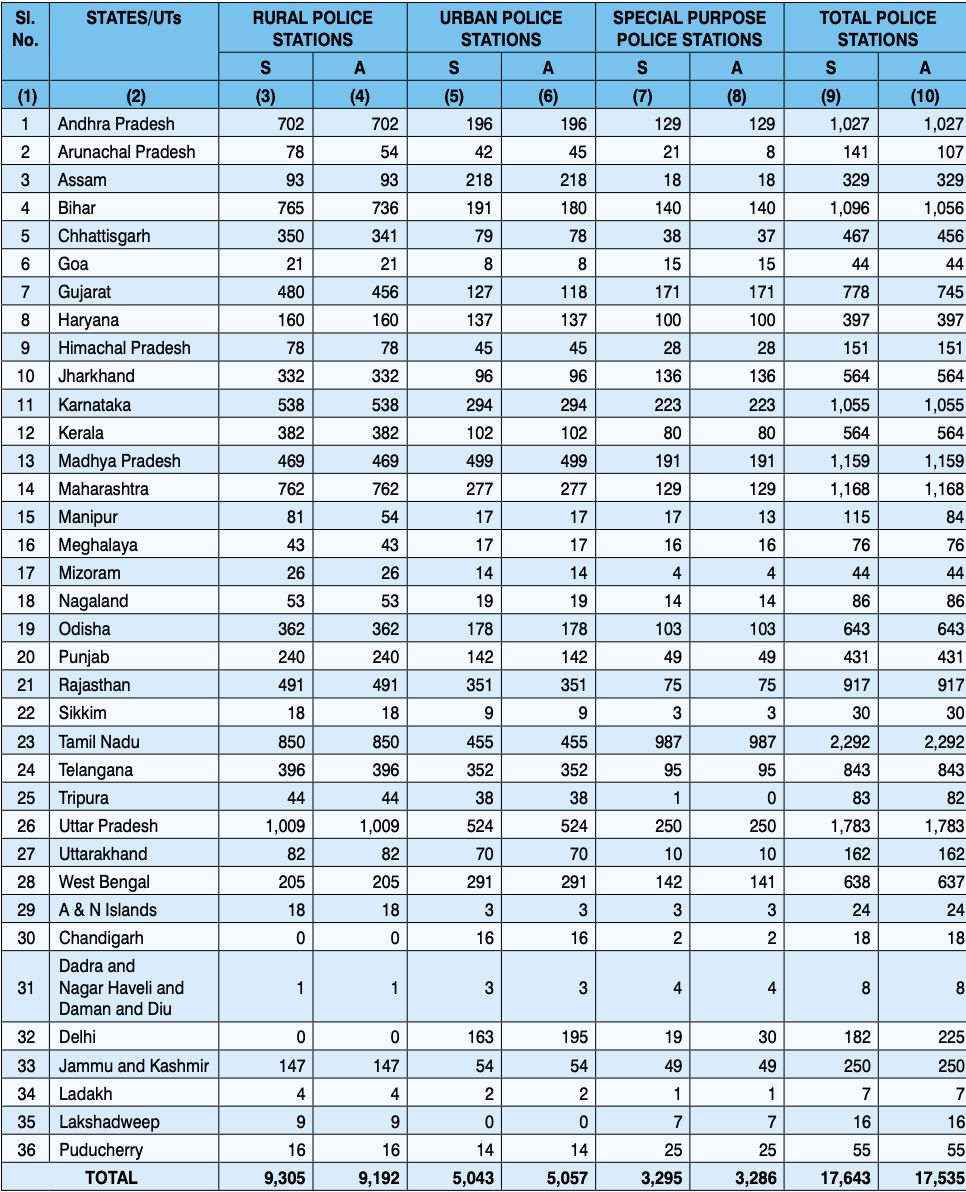 Sl. No. STATES/UTs RURAL POLICE STATIONS URBAN POLICE STATIONS SPECIAL PURPOSE POLICE STATIONS TOTAL POLICE STATIONS
S A S A S A S A
(1) (2) (3) (4) (5) (6) (7) (8) (9) (10)
1 Andhra Pradesh 702 702 196 196 129 129 1,027 1,027
2 Arunachal Pradesh 78 54 42 45 21 8 141 107
3 Assam 93 93 218 218 18 18 329 329
4 Bihar 765 736 191 180 140 140 1,096 1,056
5 Chhattisgarh 350 341 79 78 38 37 467 456
6 Goa 21 21 8 8 15 15 44 44
7 Gujarat 480 456 127 118 171 171 778 745
8 Haryana 160 160 137 137 100 100 397 397
9 Himachal Pradesh 78 78 45 45 28 28 151 151
10 Jharkhand 332 332 96 96 136 136 564 564
11 Karnataka 538 538 294 294 223 223 1,055 1,055
12 Kerala 382 382 102 102 80 80 564 564
13 Madhya Pradesh 469 469 499 499 191 191 1,159 1,159
14 Maharashtra 762 762 277 277 129 129 1,168 1,168
15 Manipur 81 54 17 17 17 13 115 84
16 Meghalaya 43 43 17 17 16 16 76 76
17 Mizoram 26 26 14 14 4 4 44 44
18 Nagaland 53 53 19 19 14 14 86 86
19 Odisha 362 362 178 178 103 103 643 643
20 Punjab 240 240 142 142 49 49 431 431
21 Rajasthan 491 491 351 351 75 75 917 917
22 Sikkim 18 18 9 9 3 3 30 30
23 Tamil Nadu 850 850 455 455 987 987 2,292 2,292
24 Telangana 396 396 352 352 95 95 843 843
25 Tripura 44 44 38 38 1 0 83 82
26 Uttar Pradesh 1,009 1,009 524 524 250 250 1,783 1,783
27 Uttarakhand 82 82 70 70 10 10 162 162
28 West Bengal 205 205 291 291 142 141 638 637
29 A & N Islands 18 18 3 3 3 3 24 24
30 Chandigarh 0 0 16 16 2 2 18 18
31 Dadra and Nagar Haveli and Daman and Diu 1 1 3 3 4 4 8 8
32 Delhi 0 0 163 195 19 30 182 225
33 Jammu and Kashmir 147 147 54 54 49 49 250 250
34 Ladakh 4 4 2 2 1 1 7 7
35 Lakshadweep 9 9 0 0 7 7 16 16
36 Puducherry 16 16 14 14 25 25 55 55
TOTAL 9,305 9,192 5,043 5,057 3,295 3,286 17,643 17,535